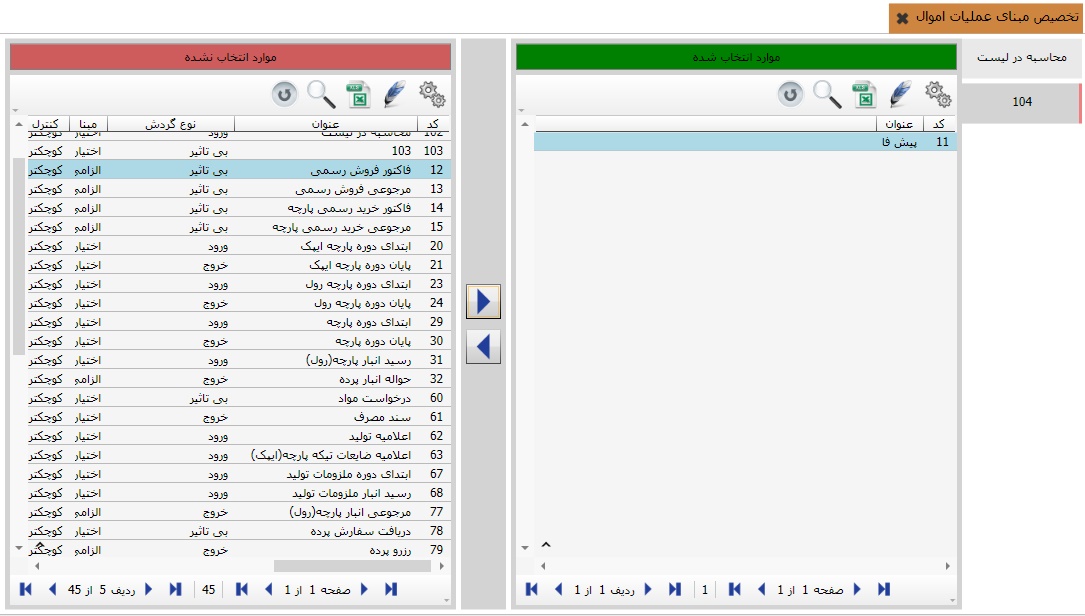 تخصیص مبنای عملیات اموال
محاسبه در لیست
104
موارد انتخاب شده
کد عنوان
11 پیش فا
ردیف 1 از 1
1
صفحه 1 از 1
موارد انتخاب نشده
کد عنوان نوع گردش مبنا کنترل
102 محاسبه در لیست ورود اختیار کوچکتر
103 103 بی تاثیر اختیار کوچکتر
12 فاکتور فروش رسمی بی تاثیر الزامی کوچکتر
13 مرجوعی فروش رسمی بی تاثیر الزامی کوچکتر
14 فاکتور خرید رسمی پارچه بی تاثیر الزامی کوچکتر
15 مرجوعی خرید رسمی پارچه بی تاثیر الزامی کوچکتر
20 ابتدای دوره پارچه ایپک ورود اختیار کوچکتر
21 پایان دوره پارچه ایپک خروج اختیار کوچکتر
23 ابتدای دوره پارچه رول ورود اختیار کوچکتر
24 پایان دوره پارچه رول خروج اختیار کوچکتر
29 ابتدای دوره پارچه ورود اختیار کوچکتر
30 پایان دوره پارچه خروج اختیار کوچکتر
31 رسید انبار پارچه(رول) ورود اختیار کوچکتر
32 حواله انبار پرده خروج الزامی کوچکتر
60 درخواست مواد بی تاثیر اختیار کوچکتر
61 سند مصرف خروج اختیار کوچکتر
62 اعلامیه تولید ورود اختیار کوچکتر
63 اعلامیه ضایعات تیکه پارچه(ایپک) ورود اختیار کوچکتر
67 ابتدای دوره ملزومات تولید ورود اختیار کوچکتر
68 رسید انبار ملزومات تولید ورود اختیار کوچکتر
77 مرجوعی انبار پارچه(رول) خروج الزامی کوچکتر
78 دریافت سفارش پرده بی تاثیر اختیار کوچکتر
79 رزرو پرده خروج الزامی کوچکتر
صفحه 1 از 1
45
ردیف 5 از 45